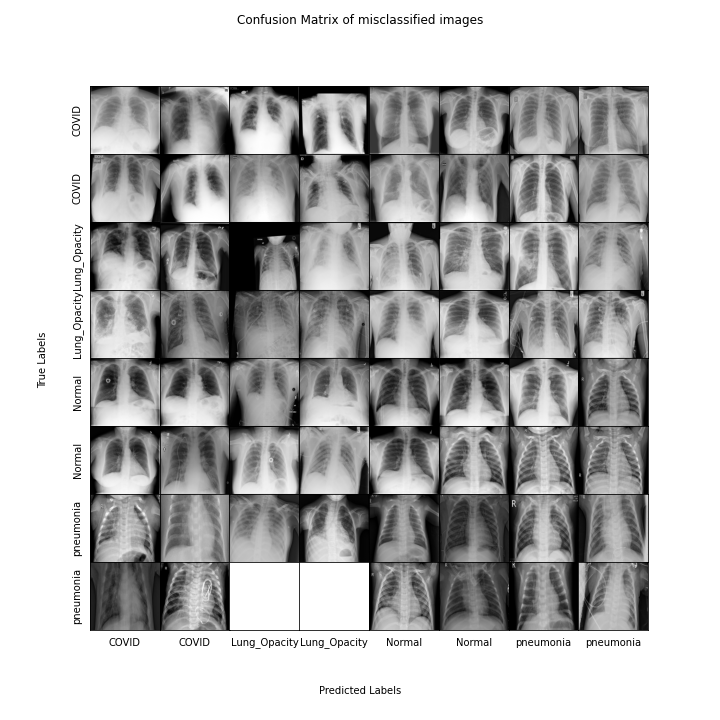 Confusion Matrix of misclassified images
True Labels
COVID
COVID
Lung_Opacity
Lung_Opacity
Normal
Normal
pneumonia
pneumonia
R
COVID COVID Lung_Opacity Lung_Opacity Normal Normal pneumonia pneumonia
Predicted Labels